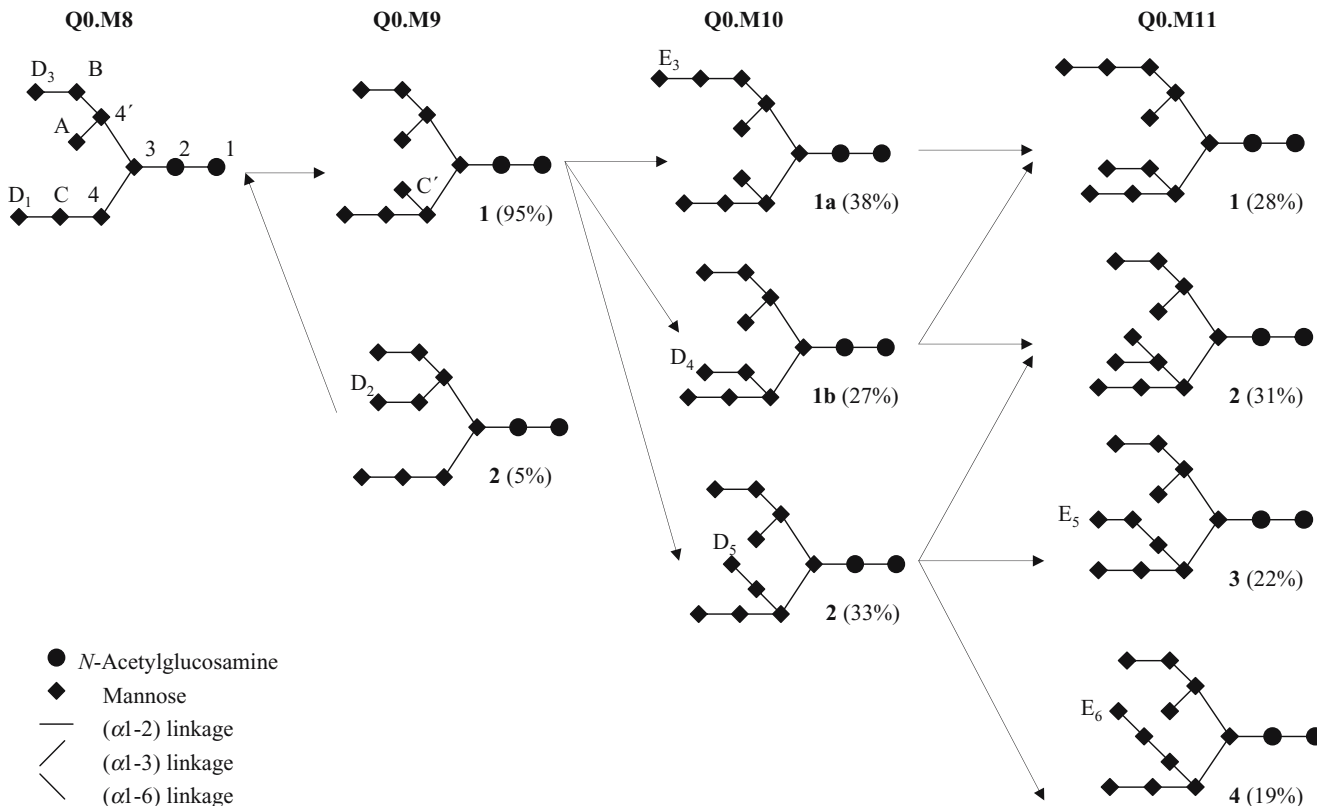 Q0.M8 Q0.M9 Q0.M10 Q0.M11
D₃ B
4´
A
3 2 1
D₁ C 4
C´
1 (95%)
D₂
2 (5%)
E₃
1a (38%)
D₄
1b (27%)
D₅
2 (33%)
1 (28%)
2 (31%)
E₅
3 (22%)
E₆
4 (19%)
N-Acetylglucosamine
Mannose
(α1-2) linkage
(α1-3) linkage
(α1-6) linkage